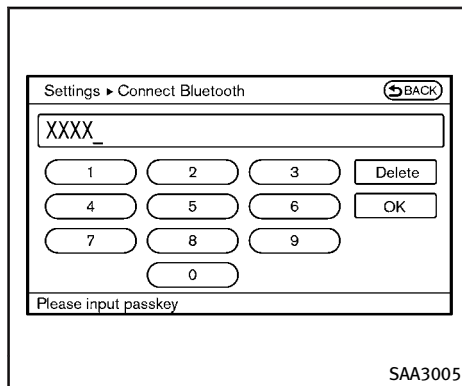 Settings ▸ Connect Bluetooth BACK
XXXX_
1 2 3 Delete
4 5 6 OK
7 8 9
0
Please input passkey
SAA3005